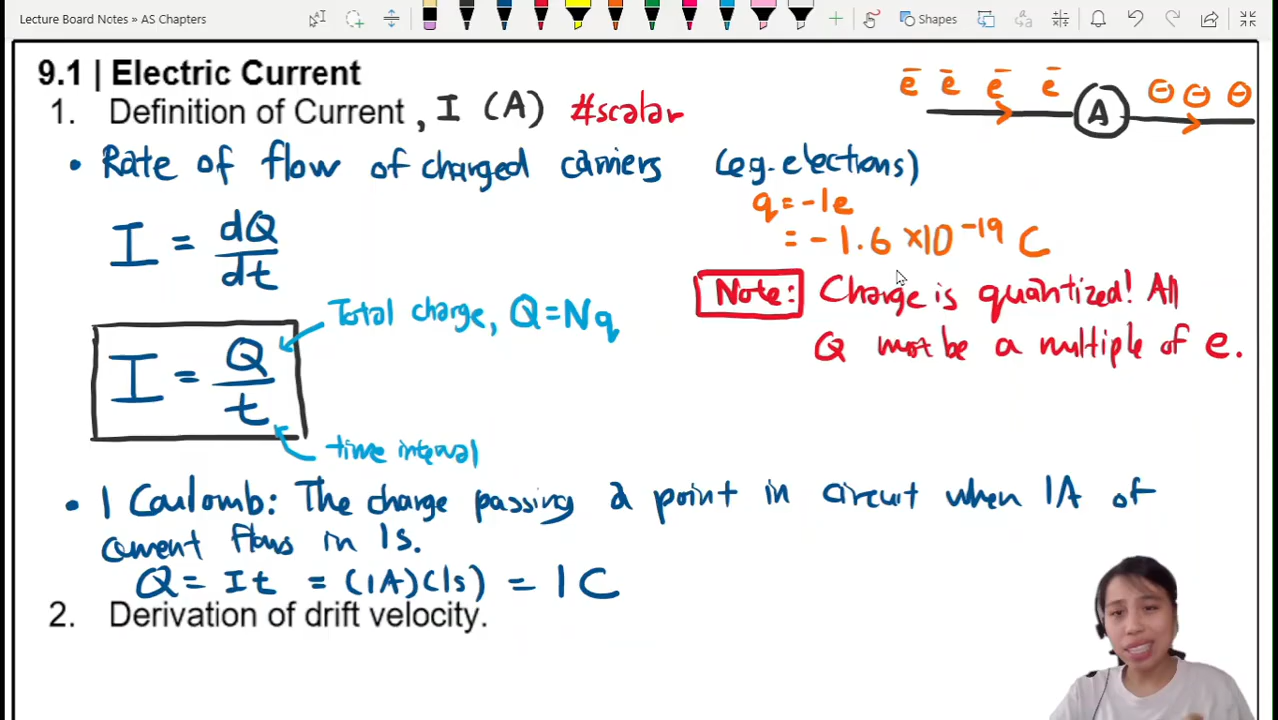 Lecture Board Notes » AS Chapters
Shapes
9.1 | Electric Current
1. Definition of Current, I (A) #scalar
e⁻ e⁻ e⁻ e⁻ A ⊖ ⊖ ⊖
• Rate of flow of charged carriers (eg. electrons)
q = -1e
= -1.6 ×10⁻¹⁹ C
I = dQ/dt
Note: Charge is quantized! All
Q must be a multiple of e.
Total charge, Q=Nq
I = Q/t
time interval
• 1 Coulomb: The charge passing a point in circuit when 1A of
current flows in 1s.
Q = It = (1A)(1s) = 1 C
2. Derivation of drift velocity.